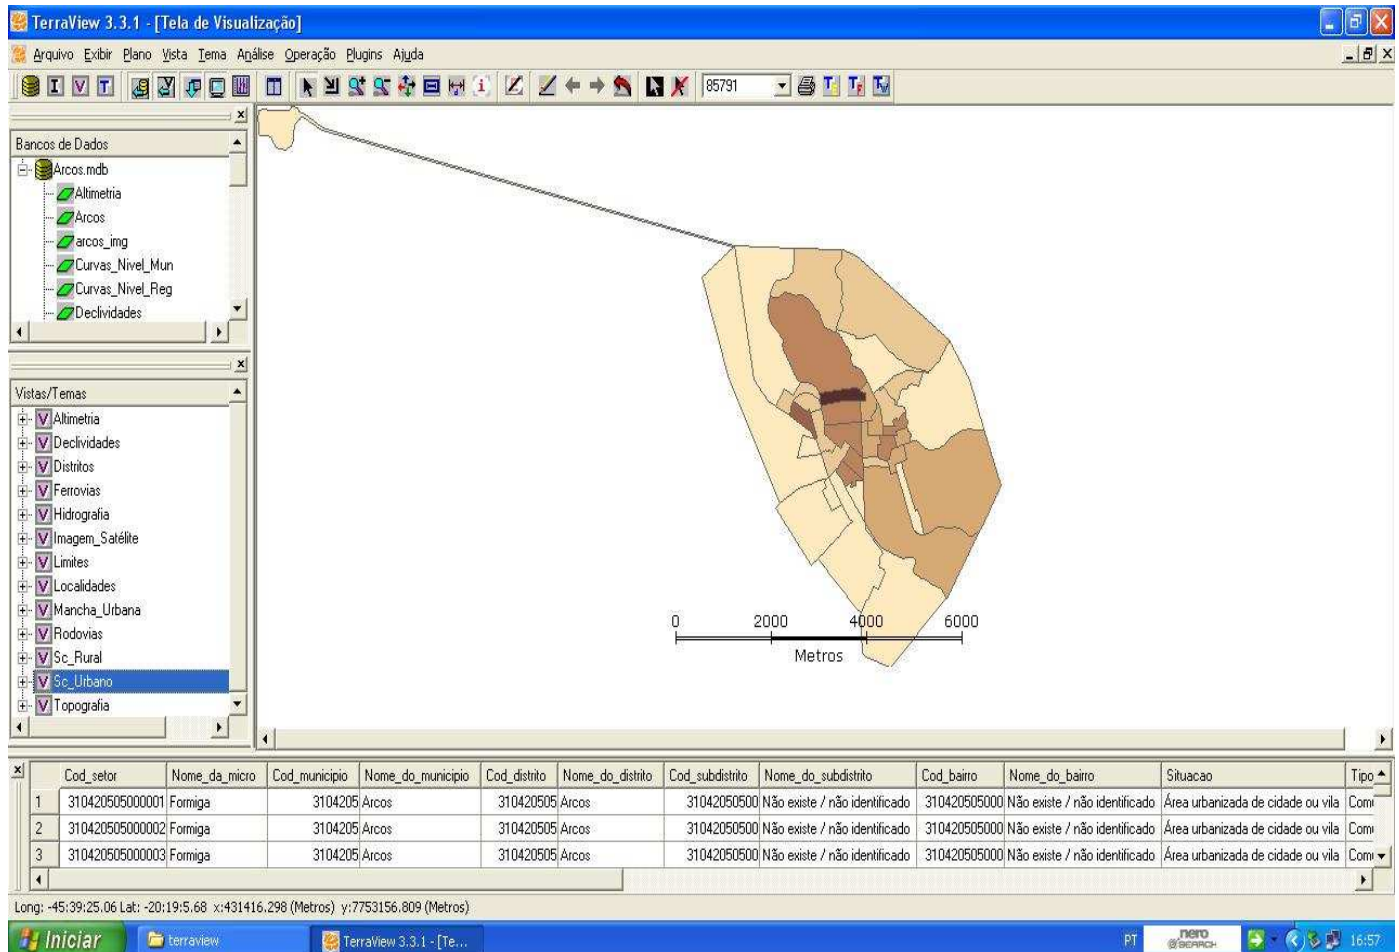 TerraView 3.3.1 - [Tela de Visualização]
Arquivo Exibir Plano Vista Tema Análise Operação Plugins Ajuda
I V T 85791
Bancos de Dados
Arcos.mdb
Altimetria
Arcos
arcos_img
Curvas_Nivel_Mun
Curvas_Nivel_Reg
Declividades
Vistas/Temas
V Altimetria
V Declividades
V Distritos
V Ferrovias
V Hidrografia
V Imagem_Satélite
V Limites
V Localidades
V Mancha_Urbana
V Rodovias
V Sc_Rural
V Sc_Urbano
V Topografia
0 2000 4000 6000
Metros
Cod_setor Nome_da_micro Cod_municipio Nome_do_municipio Cod_distrito Nome_do_distrito Cod_subdistrito Nome_do_subdistrito Cod_bairro Nome_do_bairro Situacao Tipo
1 310420505000001 Formiga 3104205 Arcos 310420505 Arcos 31042050500 Não existe / não identificado 310420505000 Não existe / não identificado Área urbanizada de cidade ou vila Com
2 310420505000002 Formiga 3104205 Arcos 310420505 Arcos 31042050500 Não existe / não identificado 310420505000 Não existe / não identificado Área urbanizada de cidade ou vila Com
3 310420505000003 Formiga 3104205 Arcos 310420505 Arcos 31042050500 Não existe / não identificado 310420505000 Não existe / não identificado Área urbanizada de cidade ou vila Com
Long: -45:39:25.06 Lat: -20:19:5.68 x:431416.298 (Metros) y:7753156.809 (Metros)
Iniciar terraview TerraView 3.3.1 - [Te... PT nero SEARCH 16:57